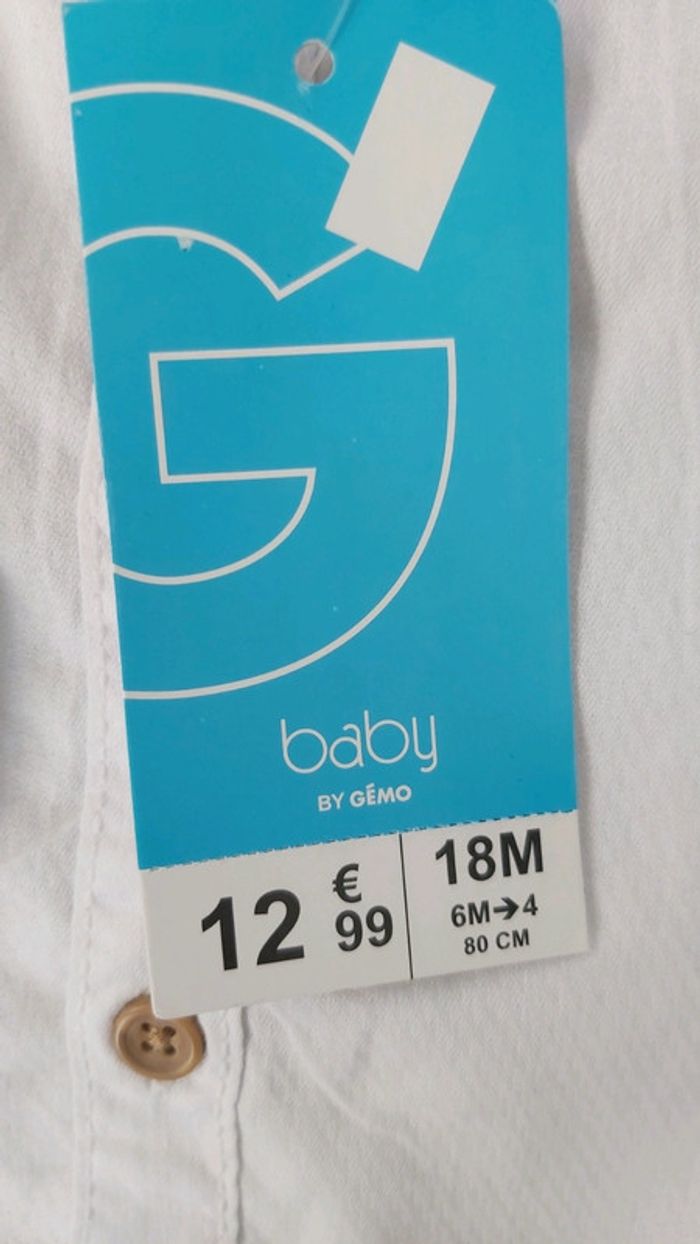 G
baby
BY GÉMO
12 € 99
18M
6M→4
80 CM